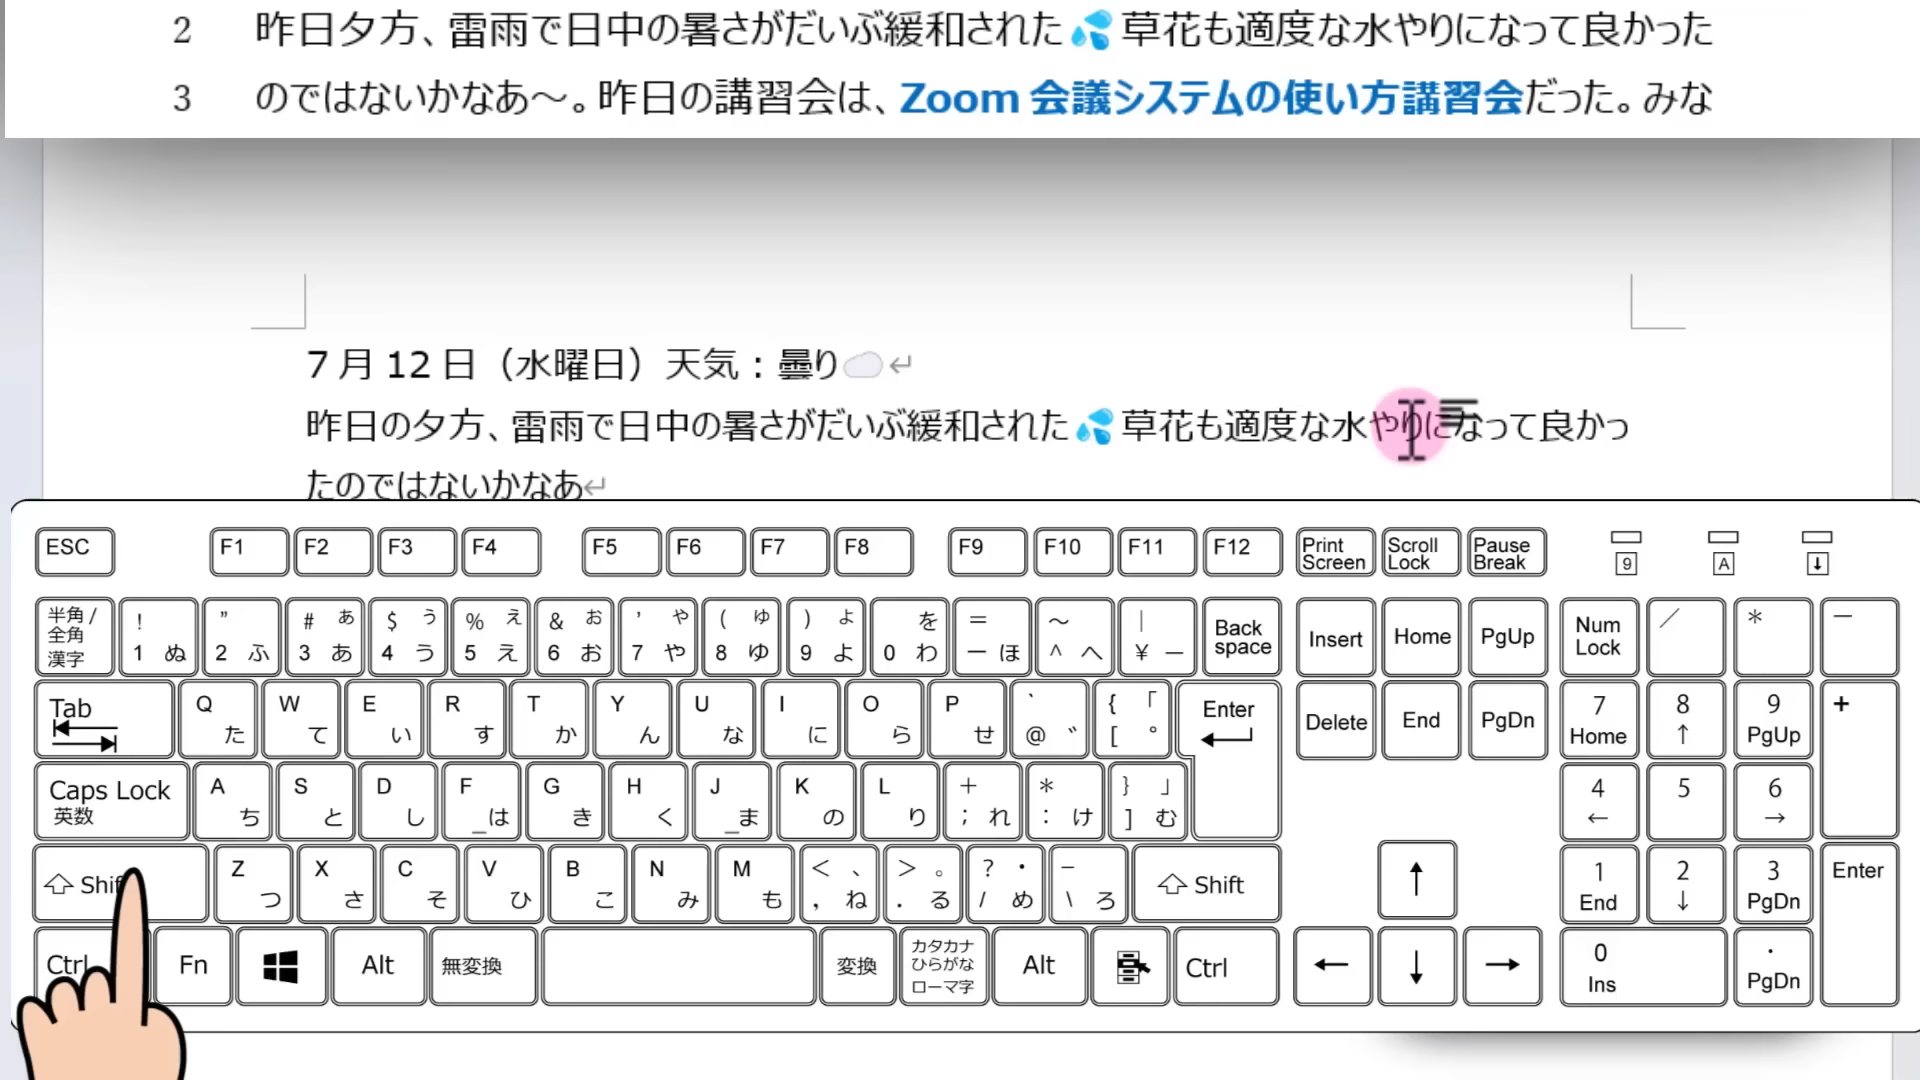 2 昨日夕方、雷雨で日中の暑さがだいぶ緩和された💦草花も適度な水やりになって良かった
3 のではないかなあ～。昨日の講習会は、Zoom 会議システムの使い方講習会だった。みな
7 月 12 日（水曜日）天気：曇り☁↵
昨日の夕方、雷雨で日中の暑さがだいぶ緩和された💦草花も適度な水やりになって良かっ
たのではないかなあ↵
ESC F1 F2 F3 F4 F5 F6 F7 F8 F9 F10 F11 F12 Print Screen Scroll Lock Pause Break 9 A ↓
半角/全角 漢字 ! 1 ぬ ” 2 ふ # あ 3 あ $ う 4 う % え 5 え & お 6 お ’ や 7 や ( ゆ 8 ゆ ) よ 9 よ を 0 わ = ー ほ ～ ^ へ | ¥ ー Back space Insert Home PgUp Num Lock ／ * －
Tab Q た W て E い R す T か Y ん U な I に O ら P せ ` @ ゛ { 「 [ ° Enter Delete End PgDn 7 Home 8 ↑ 9 PgUp +
Caps Lock 英数 A ち S と D し F は G き H く J ま K の L り + ; れ * : け } 」 ] む 4 ← 5 6 →
Shif Z つ X さ C そ V ひ B こ N み M も < 、 , ね > 。 . る ? ・ / め _ \ ろ Shift ↑ 1 End 2 ↓ 3 PgDn Enter
Ctrl Fn Alt 無変換 変換 カタカナ ひらがな ローマ字 Alt Ctrl ← ↓ → 0 Ins . PgDn